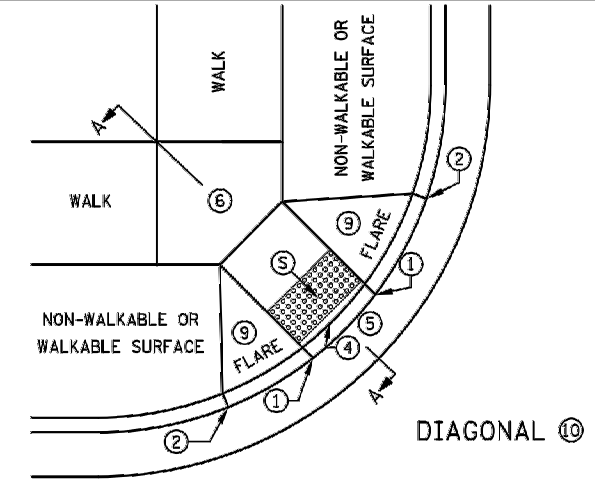 WALK
NON-WALKABLE OR
WALKABLE SURFACE
A
2
WALK
6
9
FLARE
S
1
NON-WALKABLE OR
WALKABLE SURFACE
9
FLARE
5
4
1
A
2
DIAGONAL 10